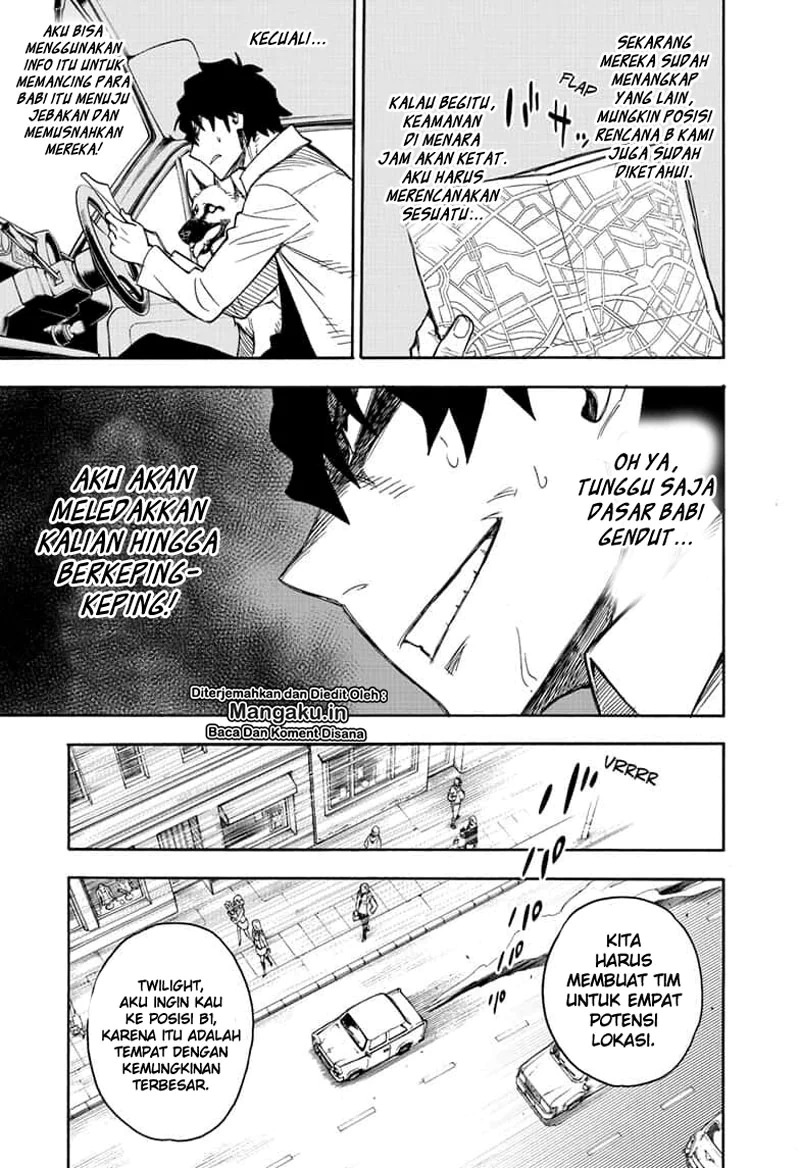 SEKARANG
MEREKA SUDAH
MENANGKAP
YANG LAIN,
MUNGKIN POSISI
RENCANA B KAMI
JUGA SUDAH
DIKETAHUI.
FLAP
KALAU BEGITU,
KEAMANAN
DI MENARA
JAM AKAN KETAT.
AKU HARUS
MERENCANAKAN
SESUATU...
KECUALI...
AKU BISA
MENGGUNAKAN
INFO ITU UNTUK
MEMANCING PARA
BABI ITU MENUJU
JEBAKAN DAN
MEMUSNAHKAN
MEREKA!
OH YA,
TUNGGU SAJA
DASAR BABI
GENDUT...
AKU AKAN
MELEDAKKAN
KALIAN HINGGA
BERKEPING-
KEPING!
Diterjemahkan dan Diedit Oleh :
Mangaku.in
Baca Dan Koment Disana
VRRRR
KITA
HARUS
MEMBUAT TIM
UNTUK EMPAT
POTENSI
LOKASI.
TWILIGHT,
AKU INGIN KAU
KE POSISI B1,
KARENA ITU ADALAH
TEMPAT DENGAN
KEMUNGKINAN
TERBESAR.